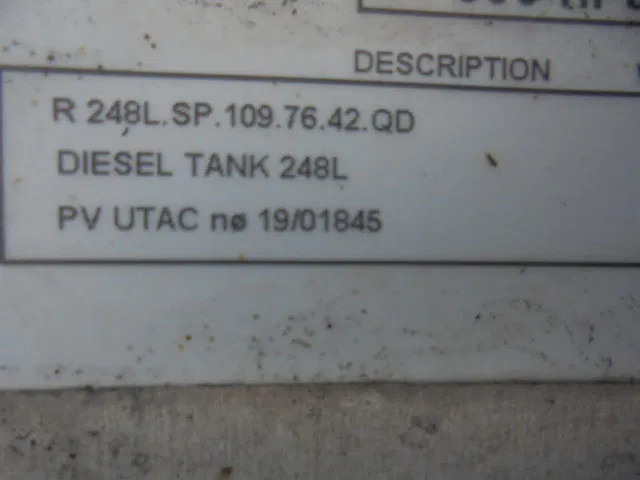 DESCRIPTION
R 248L.SP.109.76.42.QD
DIESEL TANK 248L
PV UTAC nø 19/01845